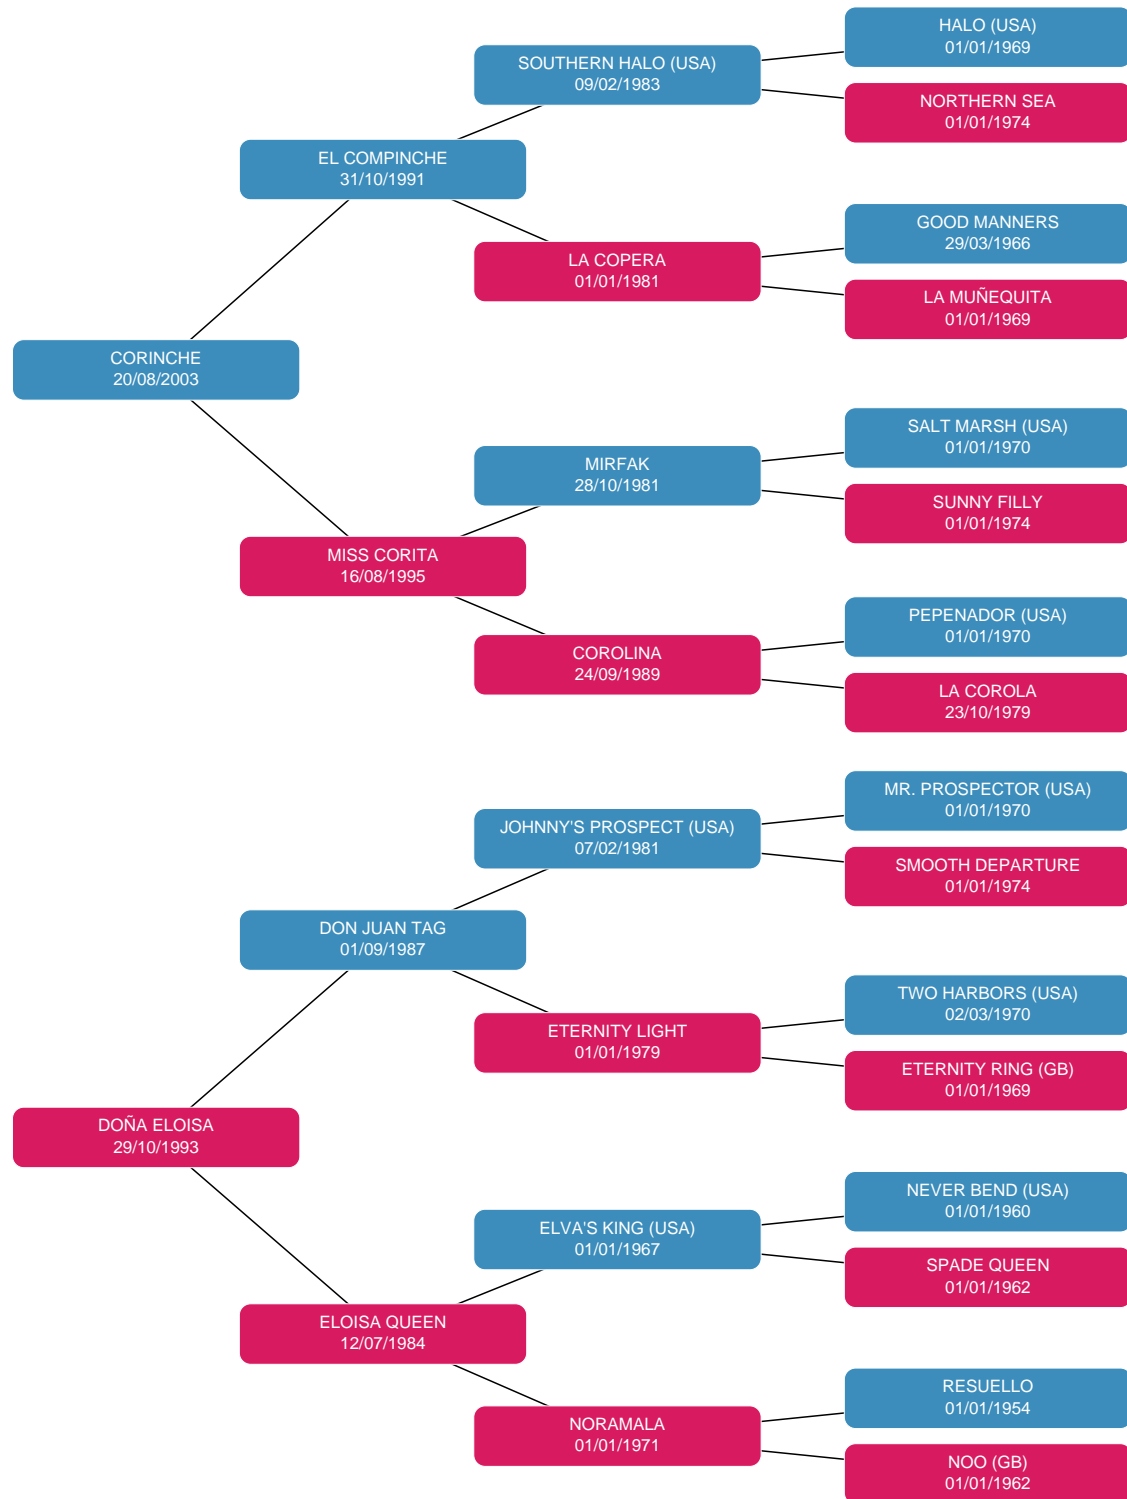 HALO (USA)
01/01/1969
SOUTHERN HALO (USA)
09/02/1983
NORTHERN SEA
01/01/1974
EL COMPINCHE
31/10/1991
GOOD MANNERS
29/03/1966
LA COPERA
01/01/1981
LA MUÑEQUITA
01/01/1969
CORINCHE
20/08/2003
SALT MARSH (USA)
01/01/1970
MIRFAK
28/10/1981
SUNNY FILLY
01/01/1974
MISS CORITA
16/08/1995
PEPENADOR (USA)
01/01/1970
COROLINA
24/09/1989
LA COROLA
23/10/1979
MR. PROSPECTOR (USA)
01/01/1970
JOHNNY'S PROSPECT (USA)
07/02/1981
SMOOTH DEPARTURE
01/01/1974
DON JUAN TAG
01/09/1987
TWO HARBORS (USA)
02/03/1970
ETERNITY LIGHT
01/01/1979
ETERNITY RING (GB)
01/01/1969
DOÑA ELOISA
29/10/1993
NEVER BEND (USA)
01/01/1960
ELVA'S KING (USA)
01/01/1967
SPADE QUEEN
01/01/1962
ELOISA QUEEN
12/07/1984
RESUELLO
01/01/1954
NORAMALA
01/01/1971
NOO (GB)
01/01/1962